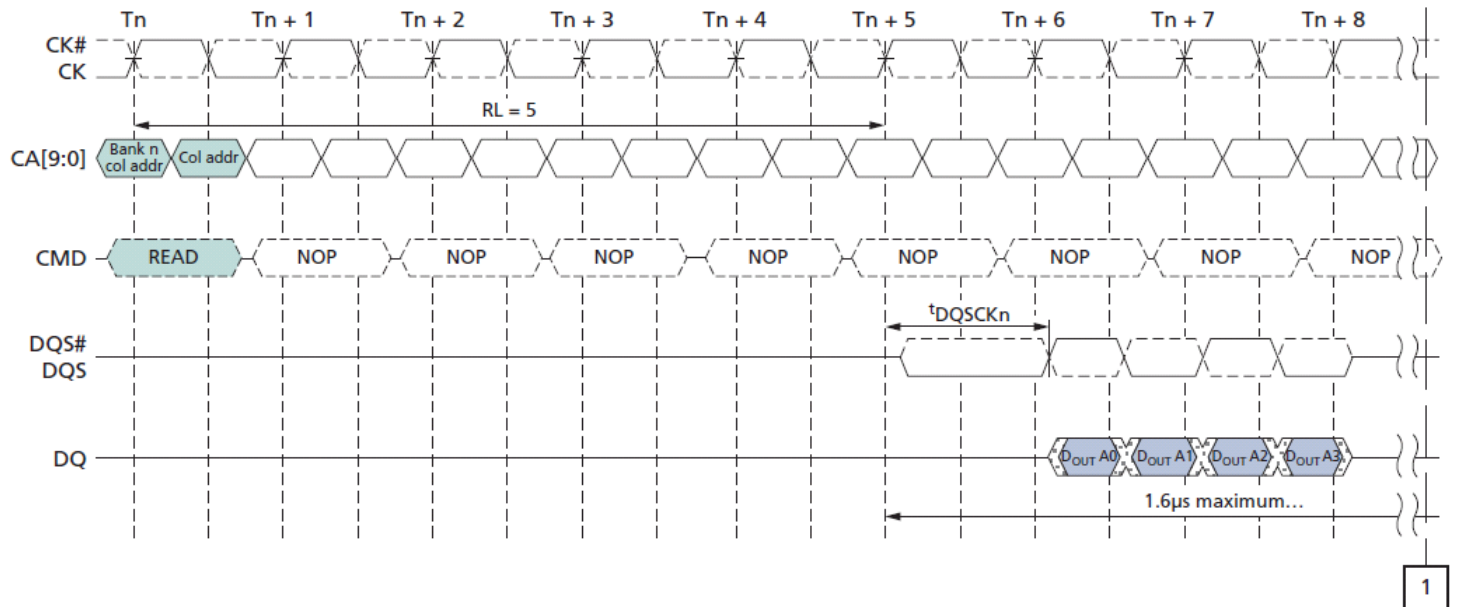 Tn Tn + 1 Tn + 2 Tn + 3 Tn + 4 Tn + 5 Tn + 6 Tn + 7 Tn + 8
CK#
CK
RL = 5
CA[9:0] Bank n col addr Col addr
CMD READ NOP NOP NOP NOP NOP NOP NOP NOP
tDQSCKn
DQS#
DQS
DQ DOUT A0 DOUT A1 DOUT A2 DOUT A3
1.6µs maximum…
1